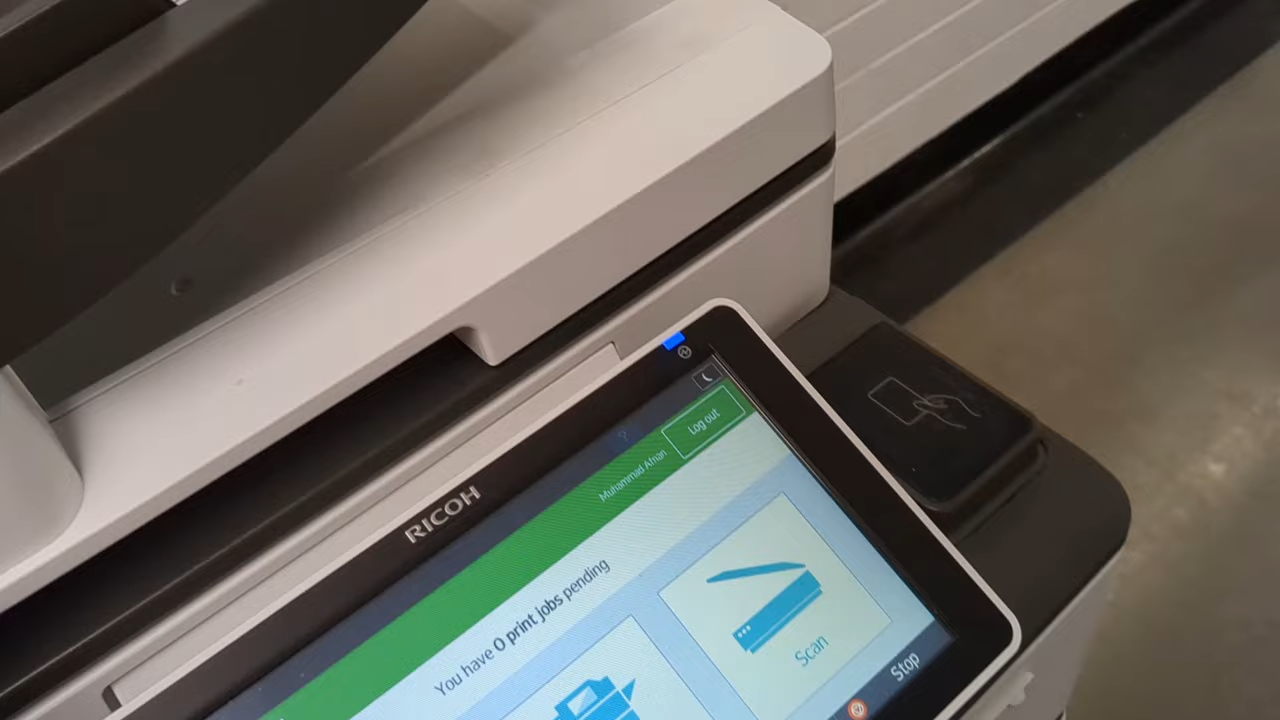 RICOH
Log out
Muhammad Afnan
You have 0 print jobs pending
Scan
Stop